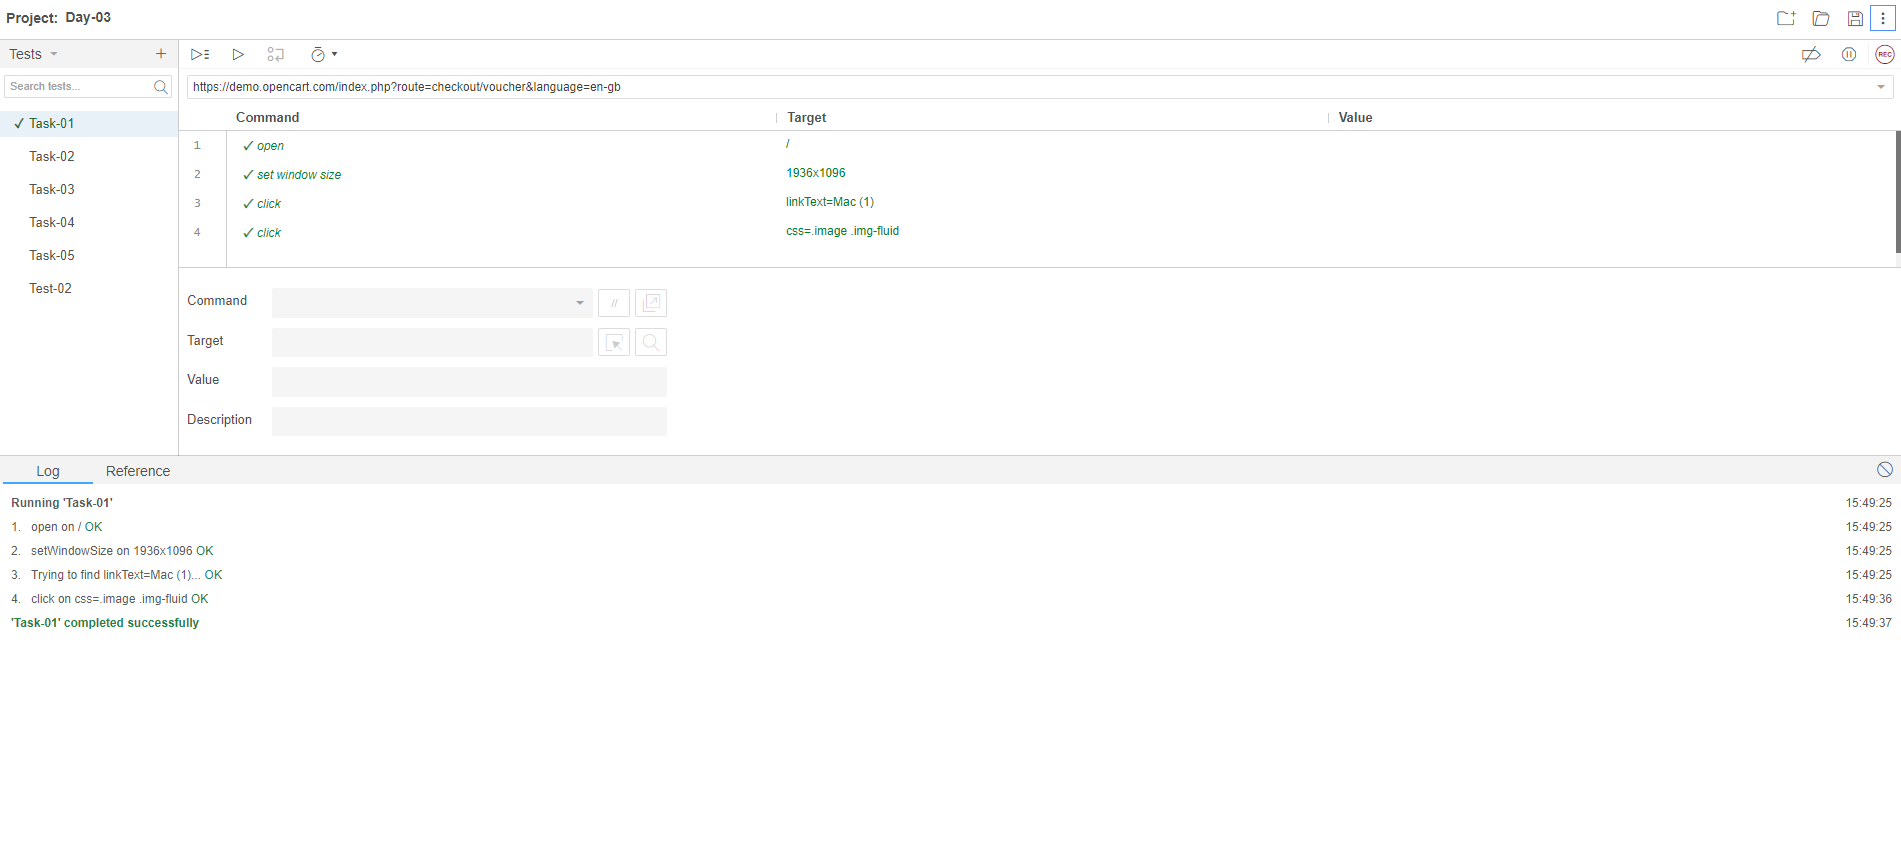 Project: Day-03
Tests
Search tests...
Task-01
Task-02
Task-03
Task-04
Task-05
Test-02
REC
https://demo.opencart.com/index.php?route=checkout/voucher&language=en-gb
Command Target Value
1 ✓ open /
2 ✓ set window size 1936x1096
3 ✓ click linkText=Mac (1)
4 ✓ click css=.image .img-fluid
Command //
Target
Value
Description
Log Reference
Running 'Task-01' 15:49:25
1. open on / OK 15:49:25
2. setWindowSize on 1936x1096 OK 15:49:25
3. Trying to find linkText=Mac (1)... OK 15:49:25
4. click on css=.image .img-fluid OK 15:49:36
'Task-01' completed successfully 15:49:37